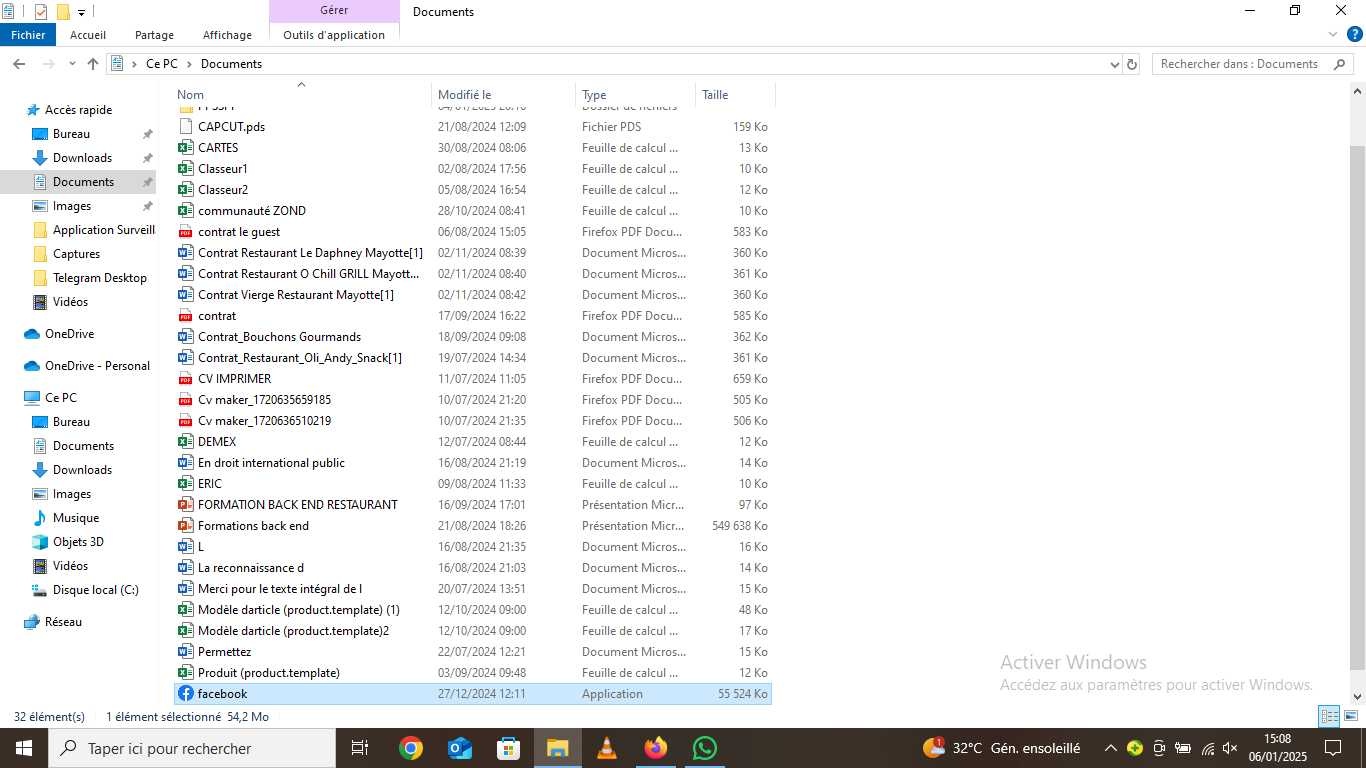 Gérer
Documents
Fichier
Accueil
Partage
Affichage
Outils d'application
Ce PC > Documents
Rechercher dans : Documents
Nom Modifié le Type Taille
CAPCUT.pds 21/08/2024 12:09 Fichier PDS 159 Ko
CARTES 30/08/2024 08:06 Feuille de calcul ... 13 Ko
Classeur1 02/08/2024 17:56 Feuille de calcul ... 10 Ko
Classeur2 05/08/2024 16:54 Feuille de calcul ... 12 Ko
communauté ZOND 28/10/2024 08:41 Feuille de calcul ... 10 Ko
contrat le guest 06/08/2024 15:05 Firefox PDF Docu... 583 Ko
Contrat Restaurant Le Daphney Mayotte[1] 02/11/2024 08:39 Document Micros... 360 Ko
Contrat Restaurant O Chill GRILL Mayott... 02/11/2024 08:40 Document Micros... 361 Ko
Contrat Vierge Restaurant Mayotte[1] 02/11/2024 08:42 Document Micros... 360 Ko
contrat 17/09/2024 16:22 Firefox PDF Docu... 585 Ko
Contrat_Bouchons Gourmands 18/09/2024 09:08 Document Micros... 362 Ko
Contrat_Restaurant_Oli_Andy_Snack[1] 19/07/2024 14:34 Document Micros... 361 Ko
CV IMPRIMER 11/07/2024 11:05 Firefox PDF Docu... 659 Ko
Cv maker_1720635659185 10/07/2024 21:20 Firefox PDF Docu... 505 Ko
Cv maker_1720636510219 10/07/2024 21:35 Firefox PDF Docu... 506 Ko
DEMEX 12/07/2024 08:44 Feuille de calcul ... 12 Ko
En droit international public 16/08/2024 21:19 Document Micros... 14 Ko
ERIC 09/08/2024 11:33 Feuille de calcul ... 10 Ko
FORMATION BACK END RESTAURANT 16/09/2024 17:01 Présentation Micr... 97 Ko
Formations back end 21/08/2024 18:26 Présentation Micr... 549 638 Ko
L 16/08/2024 21:35 Document Micros... 16 Ko
La reconnaissance d 16/08/2024 21:03 Document Micros... 14 Ko
Merci pour le texte intégral de l 20/07/2024 13:51 Document Micros... 15 Ko
Modèle darticle (product.template) (1) 12/10/2024 09:00 Feuille de calcul ... 48 Ko
Modèle darticle (product.template)2 12/10/2024 09:00 Feuille de calcul ... 17 Ko
Permettez 22/07/2024 12:21 Document Micros... 15 Ko
Produit (product.template) 03/09/2024 09:48 Feuille de calcul ... 12 Ko
facebook 27/12/2024 12:11 Application 55 524 Ko
Accès rapide
Bureau
Downloads
Documents
Images
Application Surveill
Captures
Telegram Desktop
Vidéos
OneDrive
OneDrive - Personal
Ce PC
Bureau
Documents
Downloads
Images
Musique
Objets 3D
Vidéos
Disque local (C:)
Réseau
Activer Windows
Accédez aux paramètres pour activer Windows.
32 élément(s) 1 élément sélectionné 54,2 Mo
Taper ici pour rechercher
1
32°C Gén. ensoleillé
15:08
06/01/2025